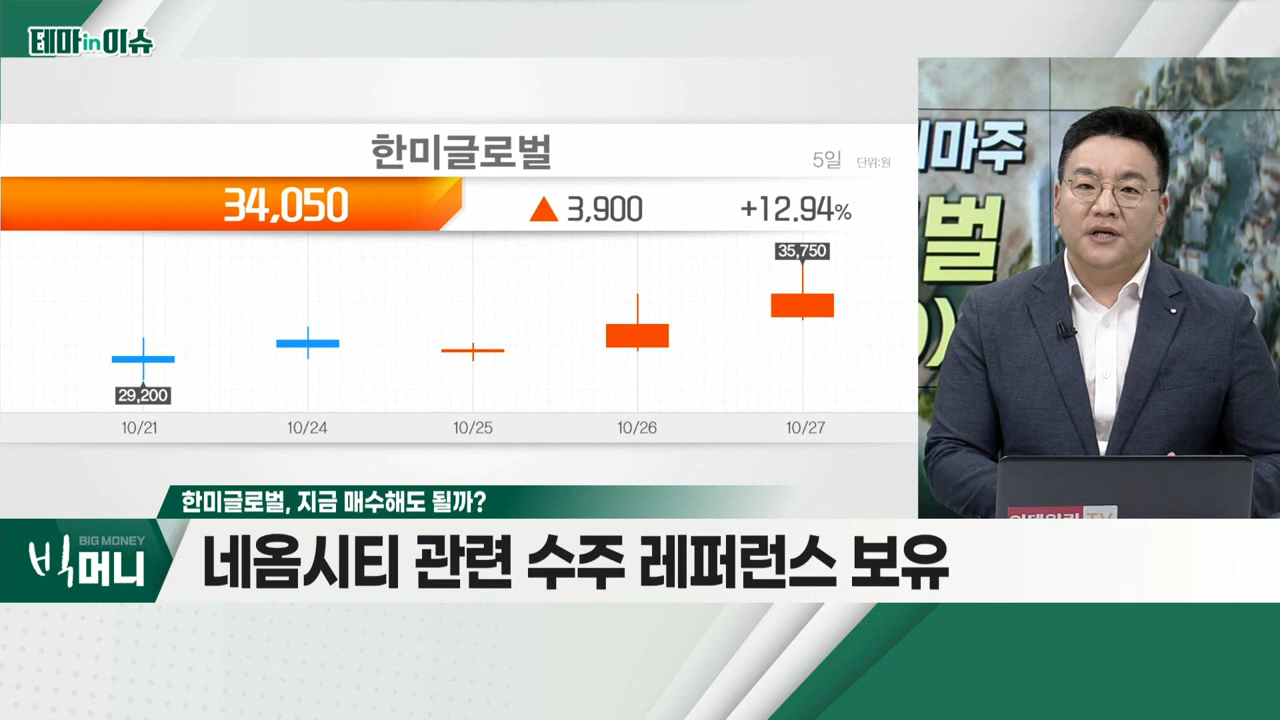 테마in이슈
한미글로벌
5일 단위:원
34,050 ▲ 3,900 +12.94%
35,750
29,200
10/21 10/24 10/25 10/26 10/27
마주
벌
한미글로벌, 지금 매수해도 될까?
BIG MONEY
빅머니
네옴시티 관련 수주 레퍼런스 보유